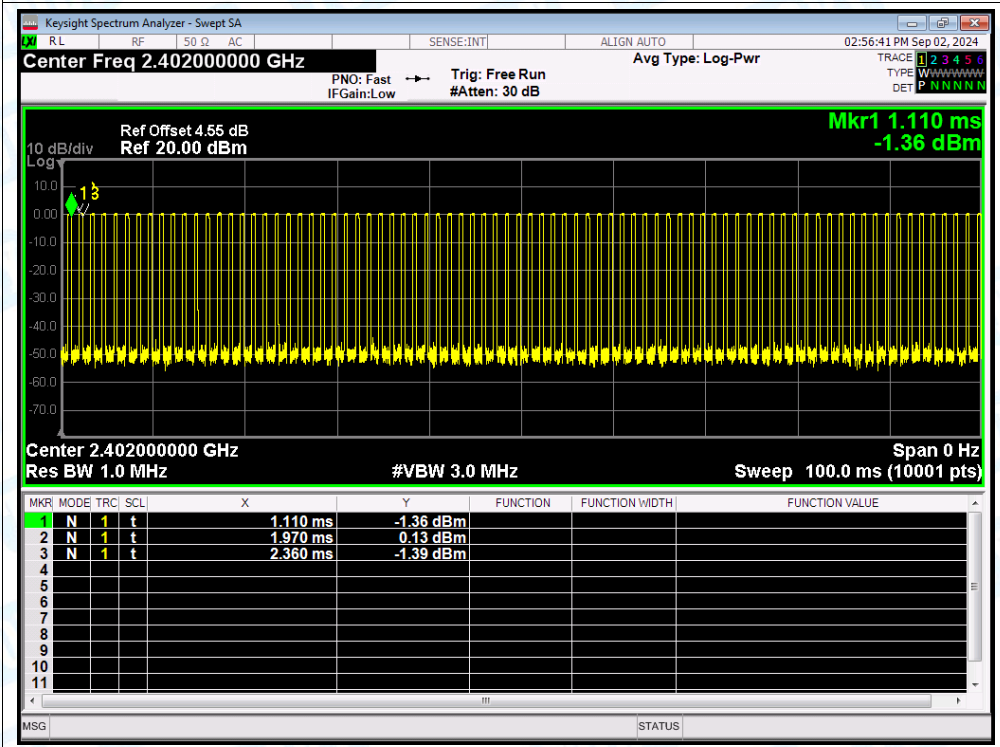 Keysight Spectrum Analyzer - Swept SA
LXI RL RF 50 Ω AC SENSE:INT ALIGN AUTO 02:56:41 PM Sep 02, 2024
Center Freq 2.402000000 GHz
PNO: Fast
IFGain:Low
Trig: Free Run
#Atten: 30 dB
Avg Type: Log-Pwr
TRACE 1 2 3 4 5 6
TYPE WWWWWW
DET P N N N N N
Mkr1 1.110 ms
-1.36 dBm
Ref Offset 4.55 dB
10 dB/div Ref 20.00 dBm
Log
10.0
0.00
-10.0
-20.0
-30.0
-40.0
-50.0
-60.0
-70.0
1 3
Center 2.402000000 GHz Span 0 Hz
Res BW 1.0 MHz #VBW 3.0 MHz Sweep 100.0 ms (10001 pts)
MKR MODE TRC SCL X Y FUNCTION FUNCTION WIDTH FUNCTION VALUE
1 N 1 t 1.110 ms -1.36 dBm
2 N 1 t 1.970 ms 0.13 dBm
3 N 1 t 2.360 ms -1.39 dBm
4
5
6
7
8
9
10
11
MSG STATUS